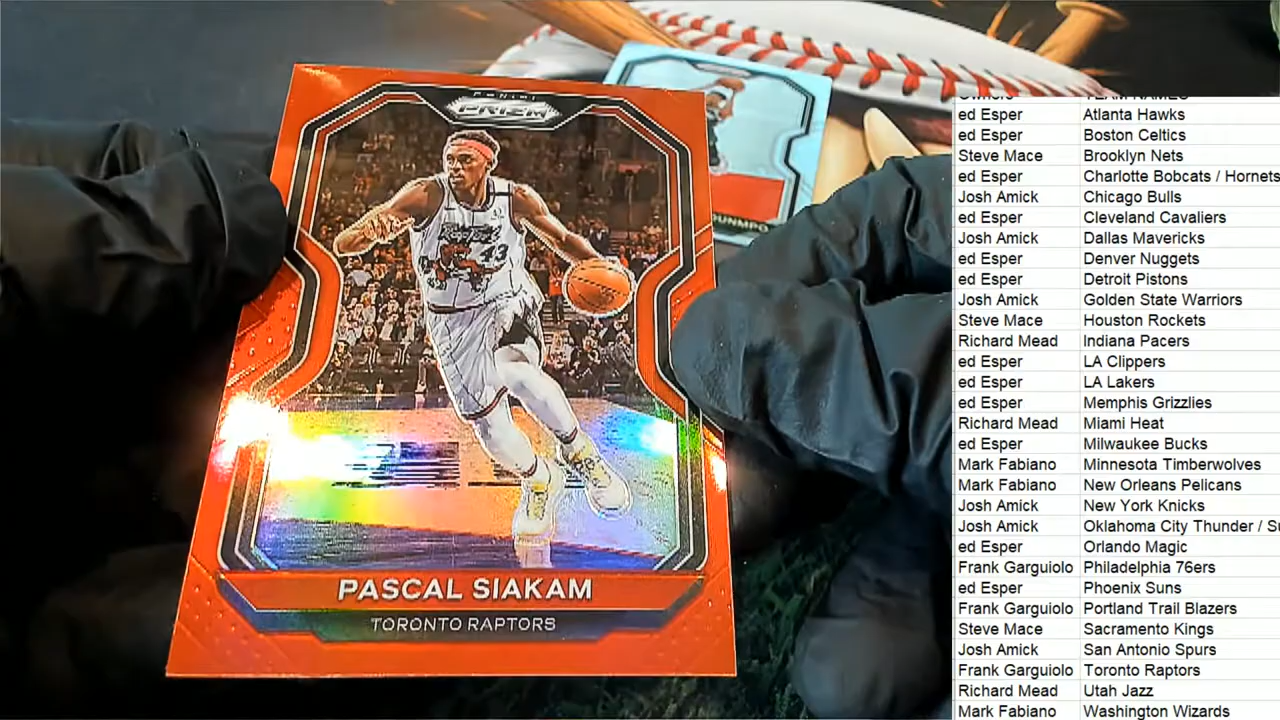 PANINI
PRIZM
Raptors
43
PASCAL SIAKAM
TORONTO RAPTORS
OUNMPO
Owners TEAM NAMES
ed Esper Atlanta Hawks
ed Esper Boston Celtics
Steve Mace Brooklyn Nets
ed Esper Charlotte Bobcats / Hornets
Josh Amick Chicago Bulls
ed Esper Cleveland Cavaliers
Josh Amick Dallas Mavericks
ed Esper Denver Nuggets
ed Esper Detroit Pistons
Josh Amick Golden State Warriors
Steve Mace Houston Rockets
Richard Mead Indiana Pacers
ed Esper LA Clippers
ed Esper LA Lakers
ed Esper Memphis Grizzlies
Richard Mead Miami Heat
ed Esper Milwaukee Bucks
Mark Fabiano Minnesota Timberwolves
Mark Fabiano New Orleans Pelicans
Josh Amick New York Knicks
Josh Amick Oklahoma City Thunder / S
ed Esper Orlando Magic
Frank Garguiolo Philadelphia 76ers
ed Esper Phoenix Suns
Frank Garguiolo Portland Trail Blazers
Steve Mace Sacramento Kings
Josh Amick San Antonio Spurs
Frank Garguiolo Toronto Raptors
Richard Mead Utah Jazz
Mark Fabiano Washington Wizards